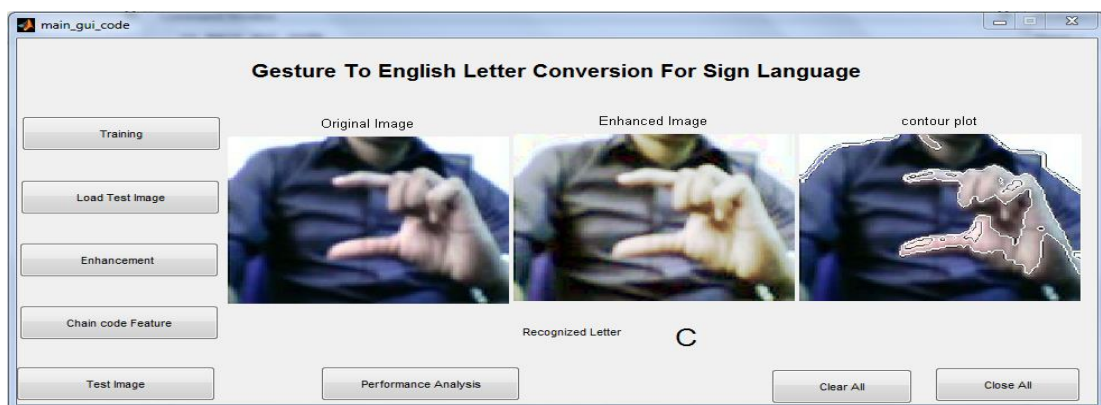 main_gui_code
Gesture To English Letter Conversion For Sign Language
Training
Original Image
Enhanced Image
contour plot
Load Test Image
Enhancement
Chain code Feature
Recognized Letter
C
Test Image
Performance Analysis
Clear All
Close All